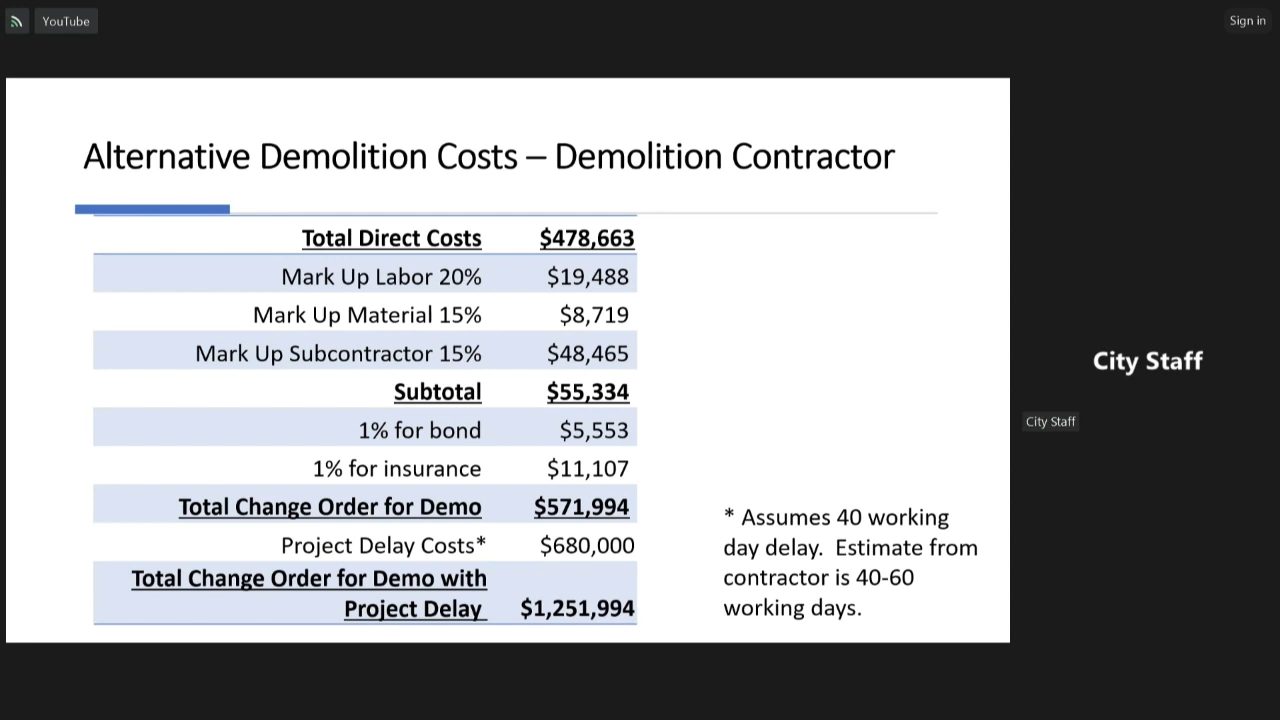 YouTube
Sign in
Alternative Demolition Costs – Demolition Contractor
Total Direct Costs $478,663
Mark Up Labor 20% $19,488
Mark Up Material 15% $8,719
Mark Up Subcontractor 15% $48,465
Subtotal $55,334
1% for bond $5,553
1% for insurance $11,107
Total Change Order for Demo $571,994
Project Delay Costs* $680,000
Total Change Order for Demo with
Project Delay $1,251,994
* Assumes 40 working
day delay. Estimate from
contractor is 40-60
working days.
City Staff
City Staff